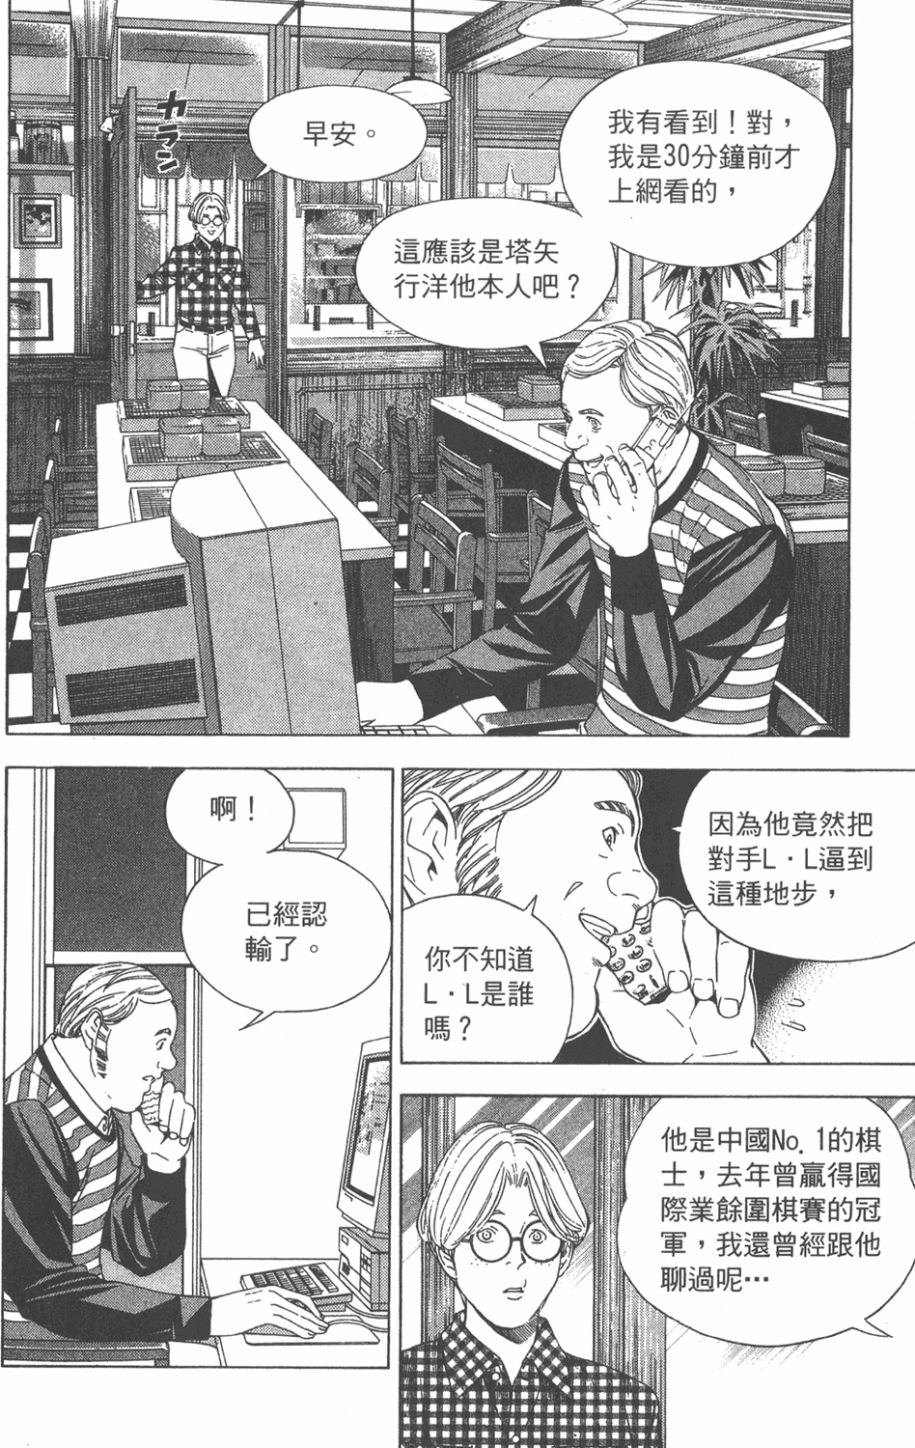 我有看到！對，
我是30分鐘前才
上網看的，
這應該是塔矢
行洋他本人吧？
早安。
カラン
因為他竟然把
對手L・L逼到
這種地步，
你不知道
L・L是誰
嗎？
啊！
已經認
輸了。
他是中國No.1的棋
士，去年曾贏得國
際業餘圍棋賽的冠
軍，我還曾經跟他
聊過呢…